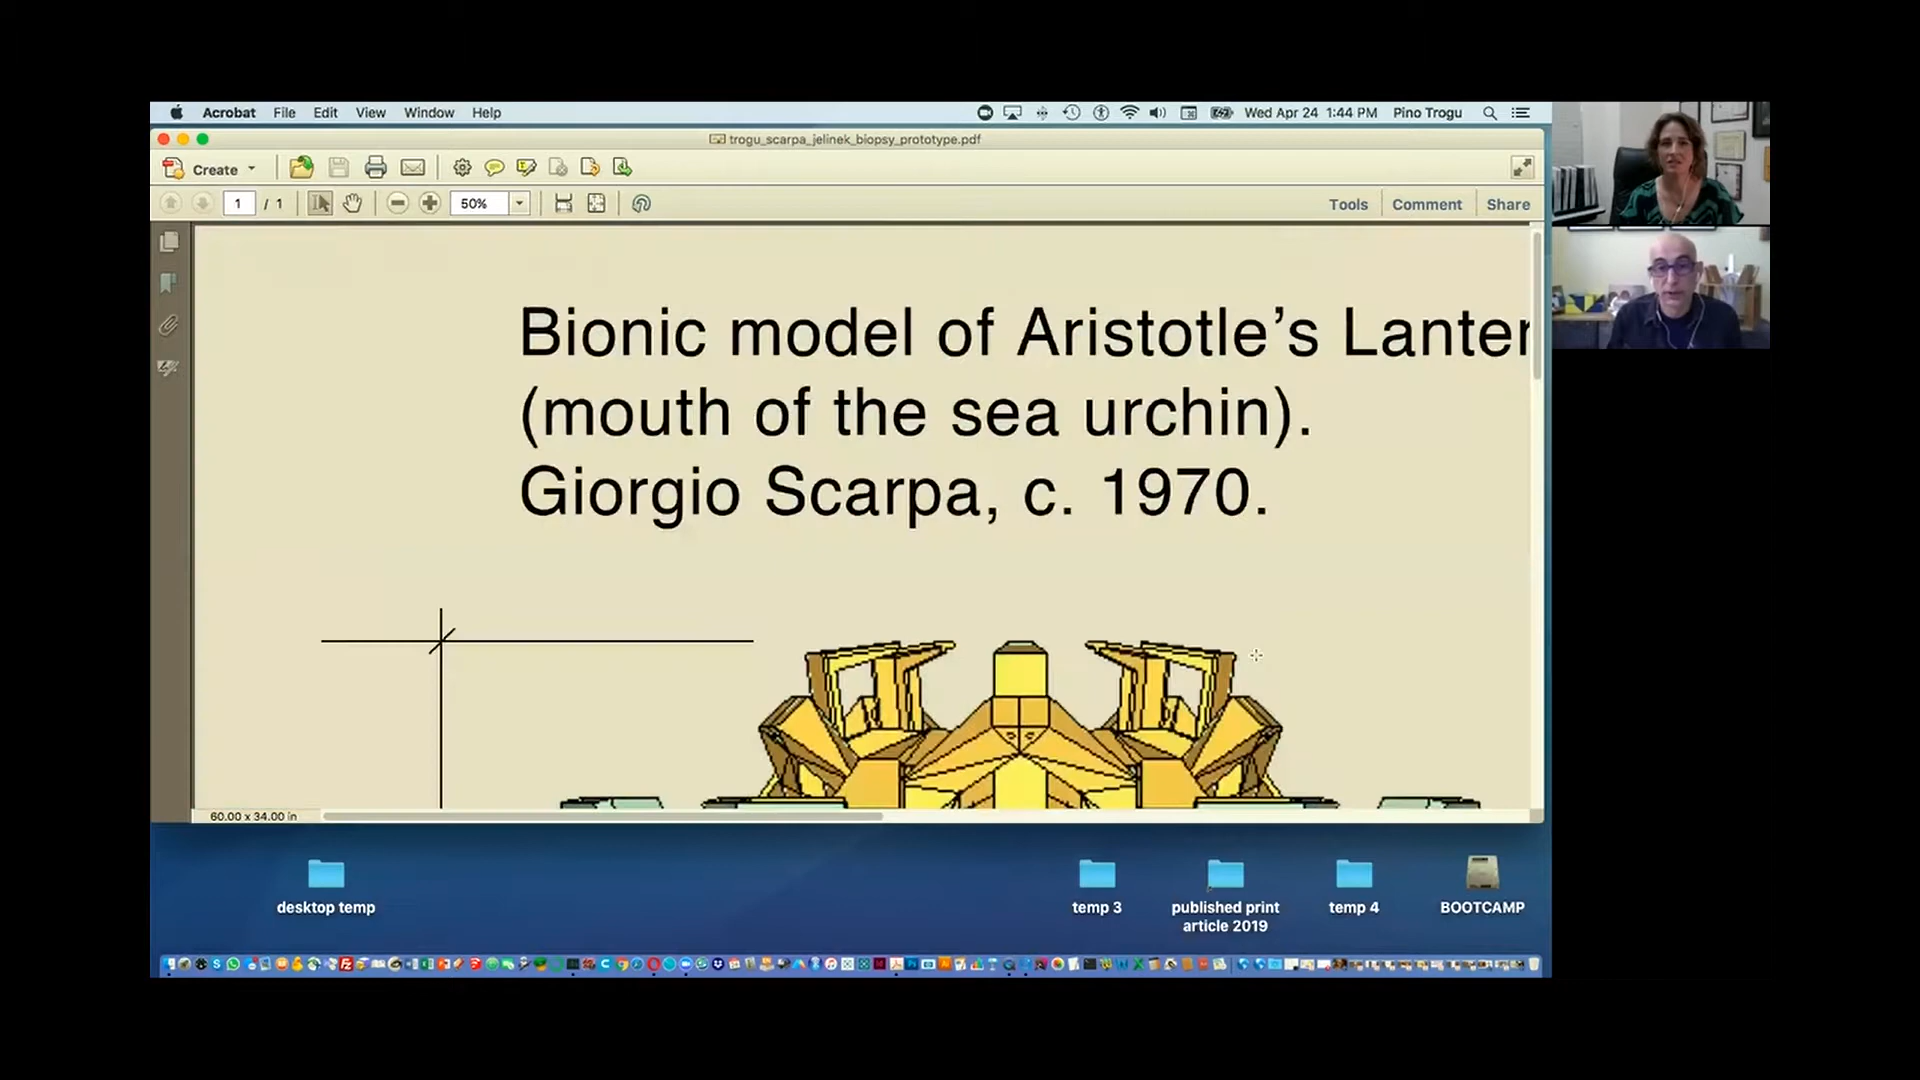 Acrobat File Edit View Window Help Wed Apr 24 1:44 PM Pino Trogu
trogu_scarpa_jelinek_biopsy_prototype.pdf
Create
1 / 1 50% Tools Comment Share
Bionic model of Aristotle’s Lanter
(mouth of the sea urchin).
Giorgio Scarpa, c. 1970.
60.00 x 34.00 in
desktop temp
temp 3
published print
article 2019
temp 4
BOOTCAMP